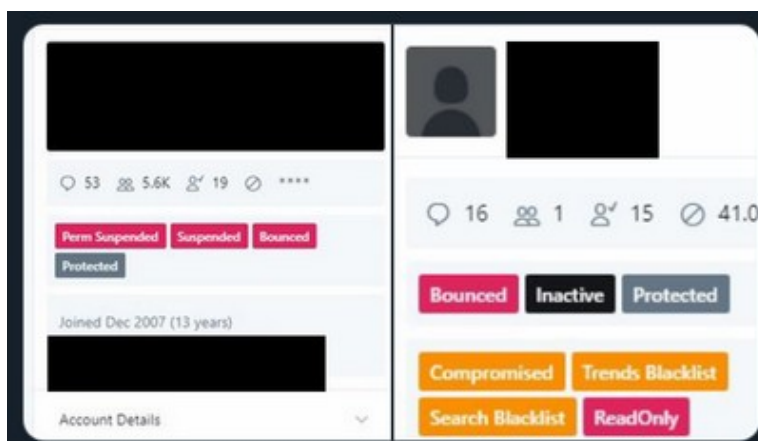 53 5.6K 19 ****
Perm Suspended Suspended Bounced
Protected
Joined Dec 2007 (13 years)
Account Details
16 1 15 41.0
Bounced Inactive Protected
Compromised Trends Blacklist
Search Blacklist ReadOnly